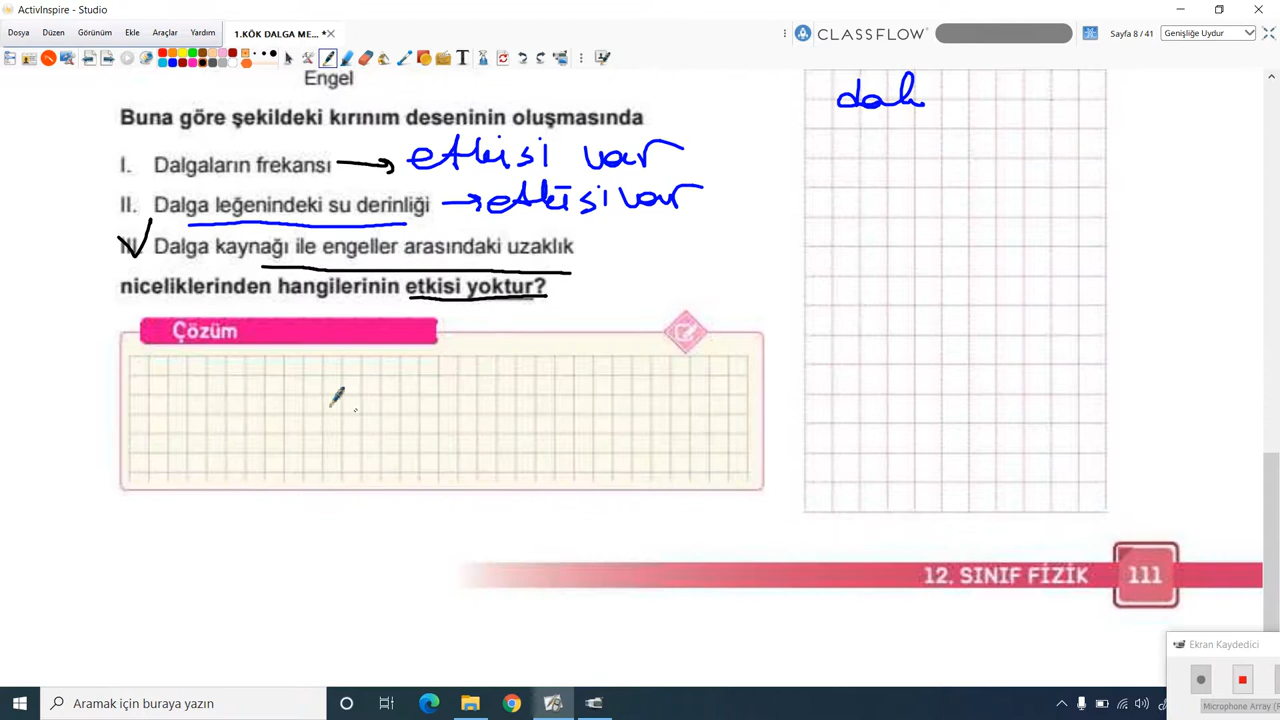 ActivInspire - Studio
Dosya Düzen Görünüm Ekle Araçlar Yardım
1.KÖK DALGA ME... *
CLASSFLOW
Sayfa 8 / 41
Genişliğe Uydur
Engel
dah
Buna göre şekildeki kırınım deseninin oluşmasında
I. Dalgaların frekansı etkisi var
II. Dalga leğenindeki su derinliği etkisi var
III. Dalga kaynağı ile engeller arasındaki uzaklık
niceliklerinden hangilerinin etkisi yoktur?
Çözüm
12. SINIF FİZİK 111
Ekran Kaydedici
Microphone Array (R
Aramak için buraya yazın